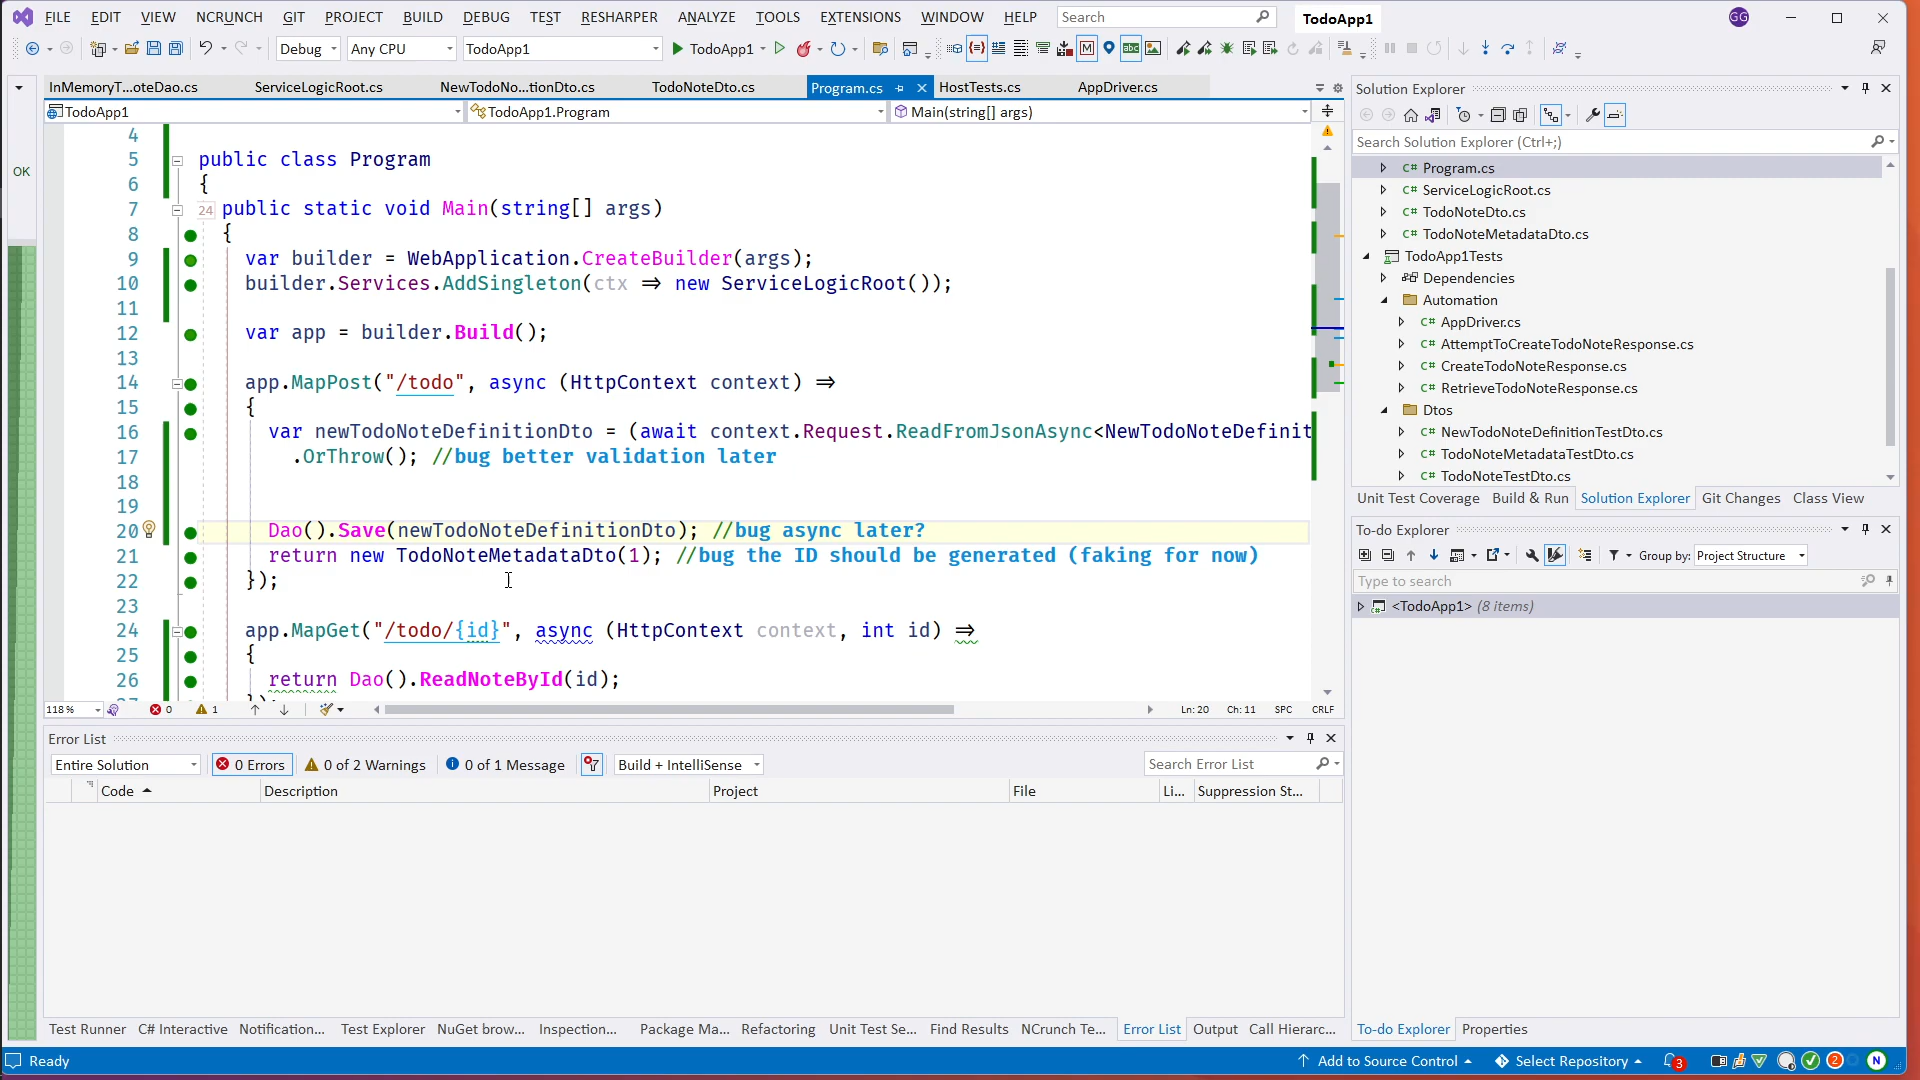 FILE EDIT VIEW NCRUNCH GIT PROJECT BUILD DEBUG TEST RESHARPER ANALYZE TOOLS EXTENSIONS WINDOW HELP Search TodoApp1 GG
Debug Any CPU TodoApp1 TodoApp1
InMemoryT...oteDao.cs ServiceLogicRoot.cs NewTodoNo...tionDto.cs TodoNoteDto.cs Program.cs HostTests.cs AppDriver.cs
TodoApp1 TodoApp1.Program Main(string[] args)
OK
4
5 public class Program
6 {
7 24 public static void Main(string[] args)
8 {
9 var builder = WebApplication.CreateBuilder(args);
10 builder.Services.AddSingleton(ctx => new ServiceLogicRoot());
11
12 var app = builder.Build();
13
14 app.MapPost("/todo", async (HttpContext context) =>
15 {
16 var newTodoNoteDefinitionDto = (await context.Request.ReadFromJsonAsync<NewTodoNoteDefinit
17 .OrThrow(); //bug better validation later
18
19
20 Dao().Save(newTodoNoteDefinitionDto); //bug async later?
21 return new TodoNoteMetadataDto(1); //bug the ID should be generated (faking for now)
22 });
23
24 app.MapGet("/todo/{id}", async (HttpContext context, int id) =>
25 {
26 return Dao().ReadNoteById(id);
118 % 0 1 Ln: 20 Ch: 11 SPC CRLF
Error List
Entire Solution 0 Errors 0 of 2 Warnings 0 of 1 Message Build + IntelliSense Search Error List
Code Description Project File Li... Suppression St...
Test Runner C# Interactive Notification... Test Explorer NuGet brow... Inspection... Package Ma... Refactoring Unit Test Se... Find Results NCrunch Te... Error List Output Call Hierarc...
Solution Explorer
Search Solution Explorer (Ctrl+;)
C# Program.cs
C# ServiceLogicRoot.cs
C# TodoNoteDto.cs
C# TodoNoteMetadataDto.cs
TodoApp1Tests
Dependencies
Automation
C# AppDriver.cs
C# AttemptToCreateTodoNoteResponse.cs
C# CreateTodoNoteResponse.cs
C# RetrieveTodoNoteResponse.cs
Dtos
C# NewTodoNoteDefinitionTestDto.cs
C# TodoNoteMetadataTestDto.cs
C# TodoNoteTestDto.cs
Unit Test Coverage Build & Run Solution Explorer Git Changes Class View
To-do Explorer
Group by: Project Structure
Type to search
<TodoApp1> (8 items)
To-do Explorer Properties
Ready Add to Source Control Select Repository 3 2 N